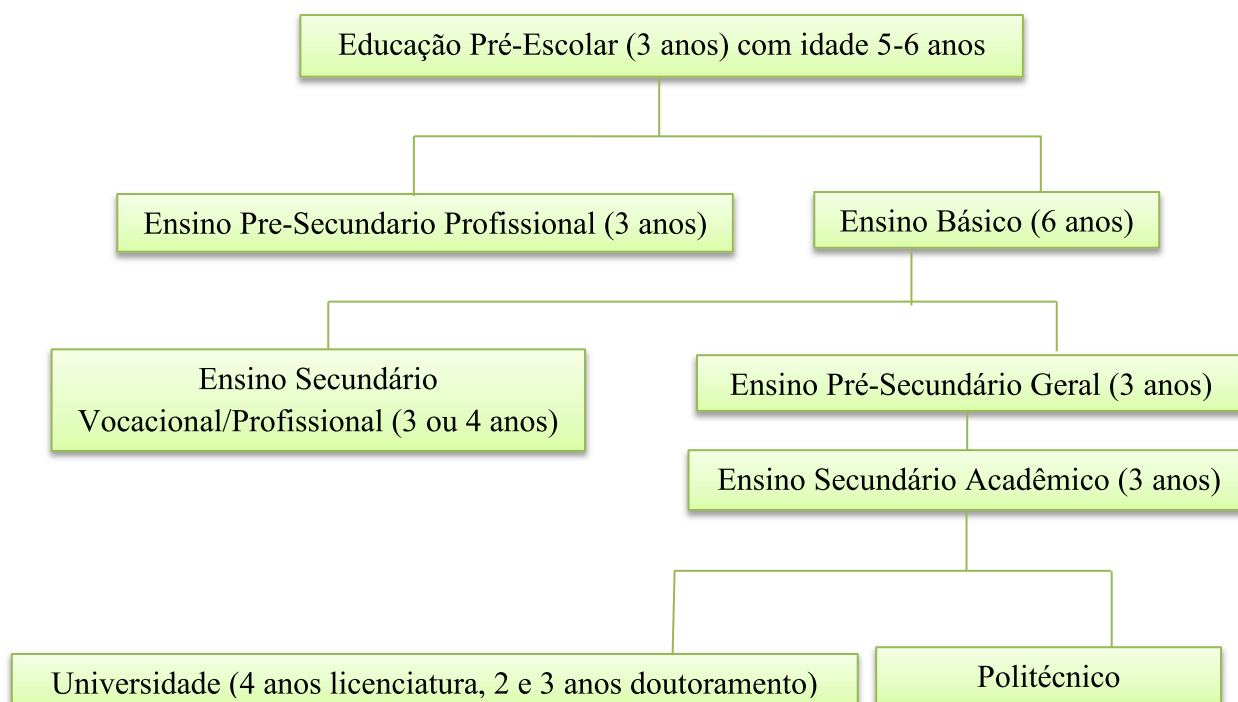 Educação Pré-Escolar (3 anos) com idade 5-6 anos
Ensino Pre-Secundario Profissional (3 anos)
Ensino Básico (6 anos)
Ensino Secundário
Vocacional/Profissional (3 ou 4 anos)
Ensino Pré-Secundário Geral (3 anos)
Ensino Secundário Acadêmico (3 anos)
Universidade (4 anos licenciatura, 2 e 3 anos doutoramento)
Politécnico